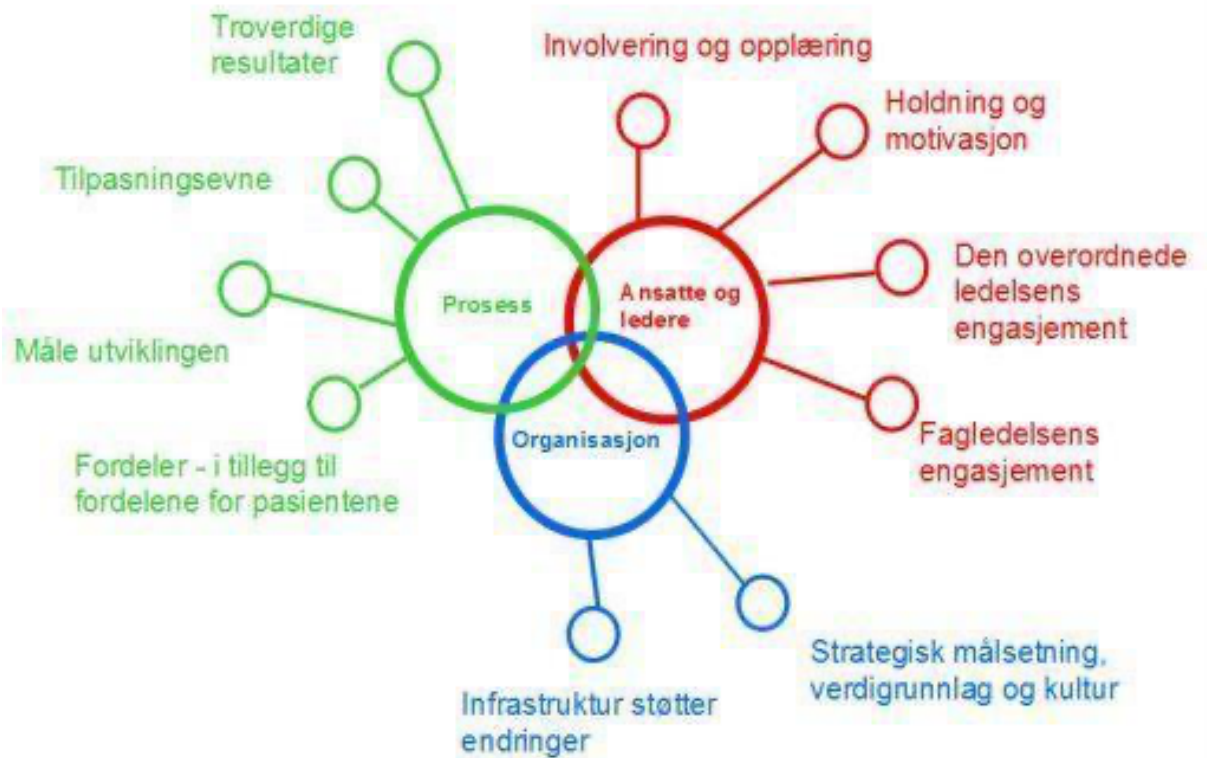 Troverdige
resultater
Tilpasningsevne
Måle utviklingen
Fordeler - i tillegg til
fordelene for pasientene
Prosess
Involvering og opplæring
Holdning og
motivasjon
Den overordnede
ledelsens
engasjement
Fagledelsens
engasjement
Ansatte og
ledere
Organisasjon
Infrastruktur støtter
endringer
Strategisk målsetning,
verdigrunnlag og kultur